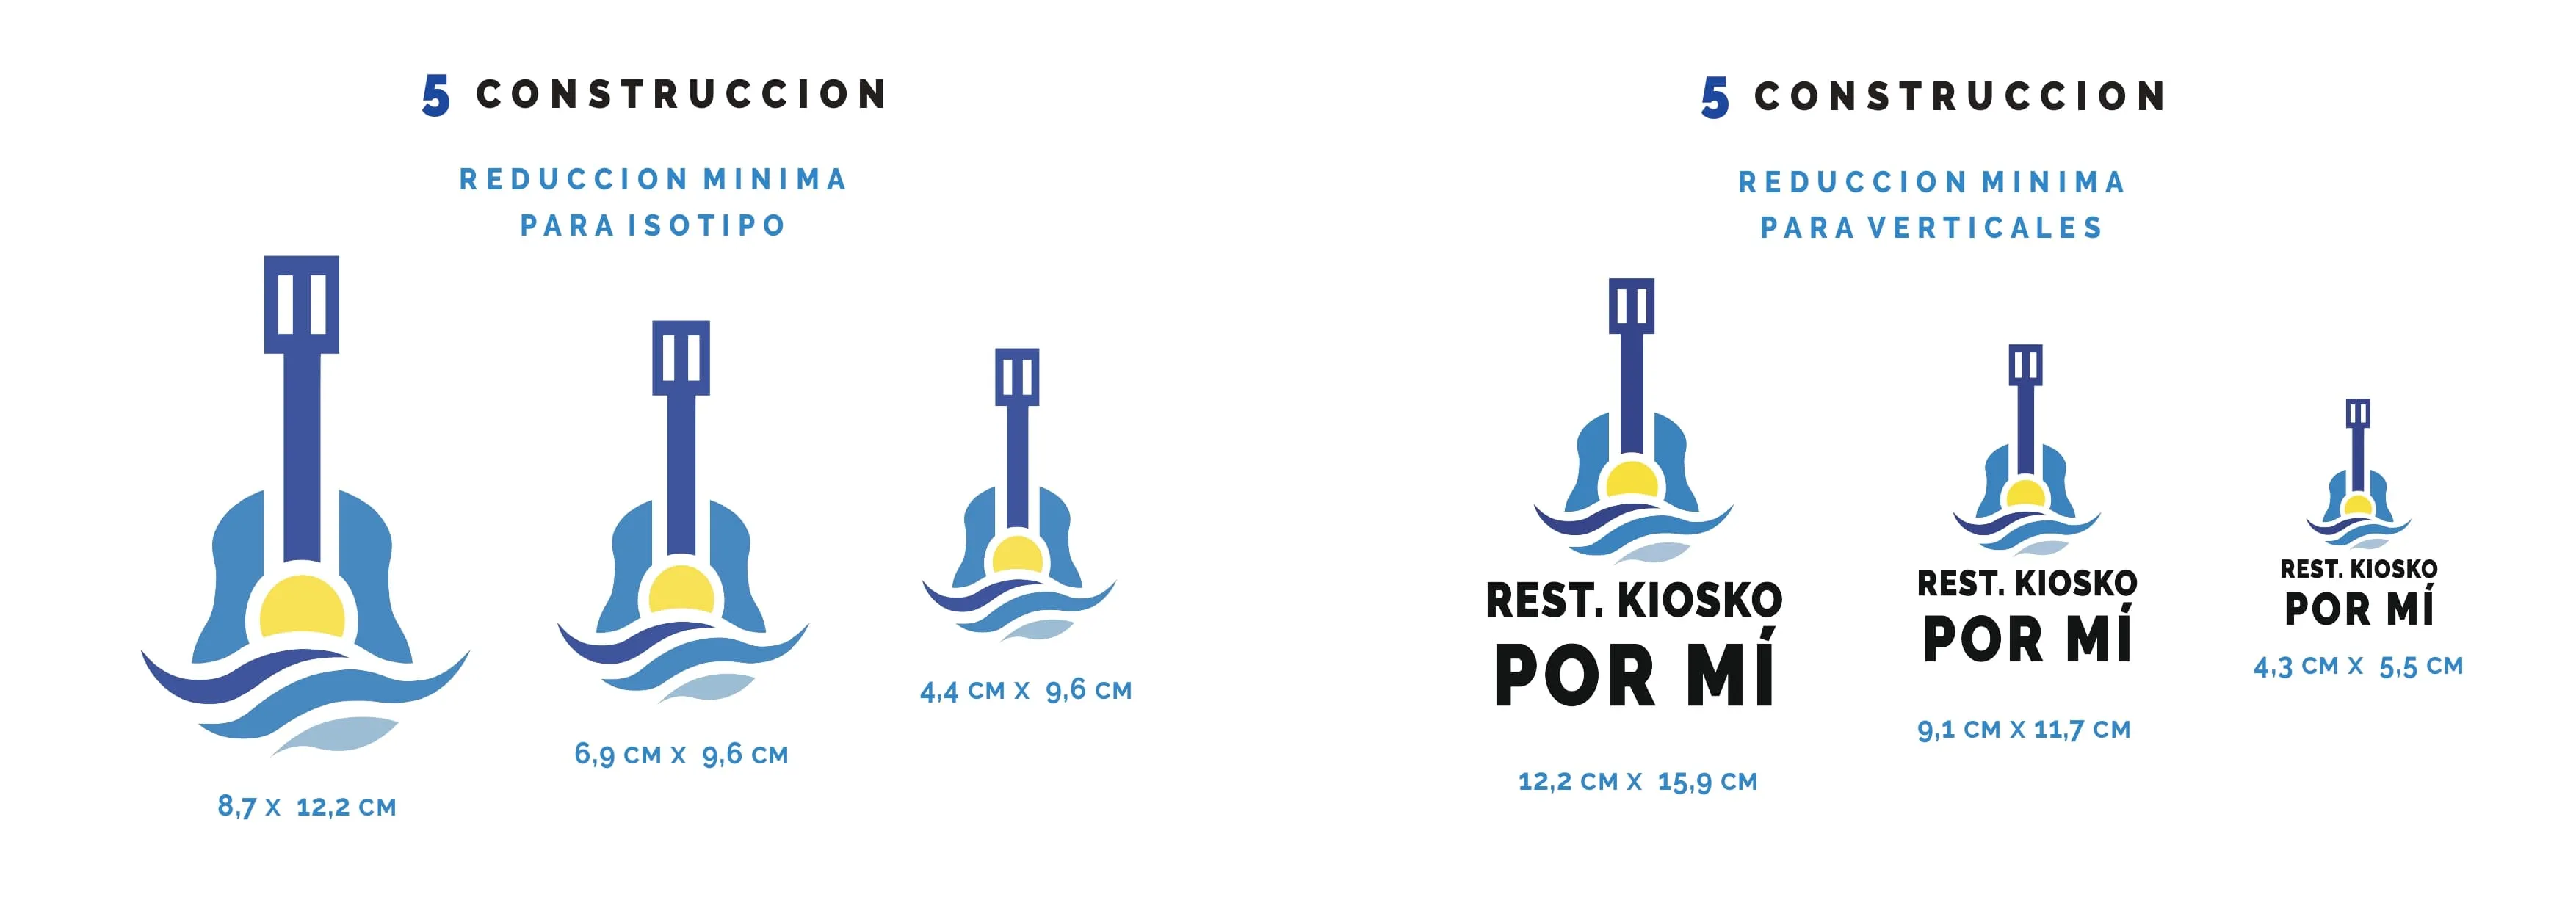 5 CONSTRUCCION
REDUCCION MINIMA
PARA ISOTIPO
8,7 X 12,2 CM
6,9 CM X 9,6 CM
4,4 CM X 9,6 CM
5 CONSTRUCCION
REDUCCION MINIMA
PARA VERTICALES
REST. KIOSKO
POR MÍ
12,2 CM X 15,9 CM
REST. KIOSKO
POR MÍ
9,1 CM X 11,7 CM
REST. KIOSKO
POR MÍ
4,3 CM X 5,5 CM